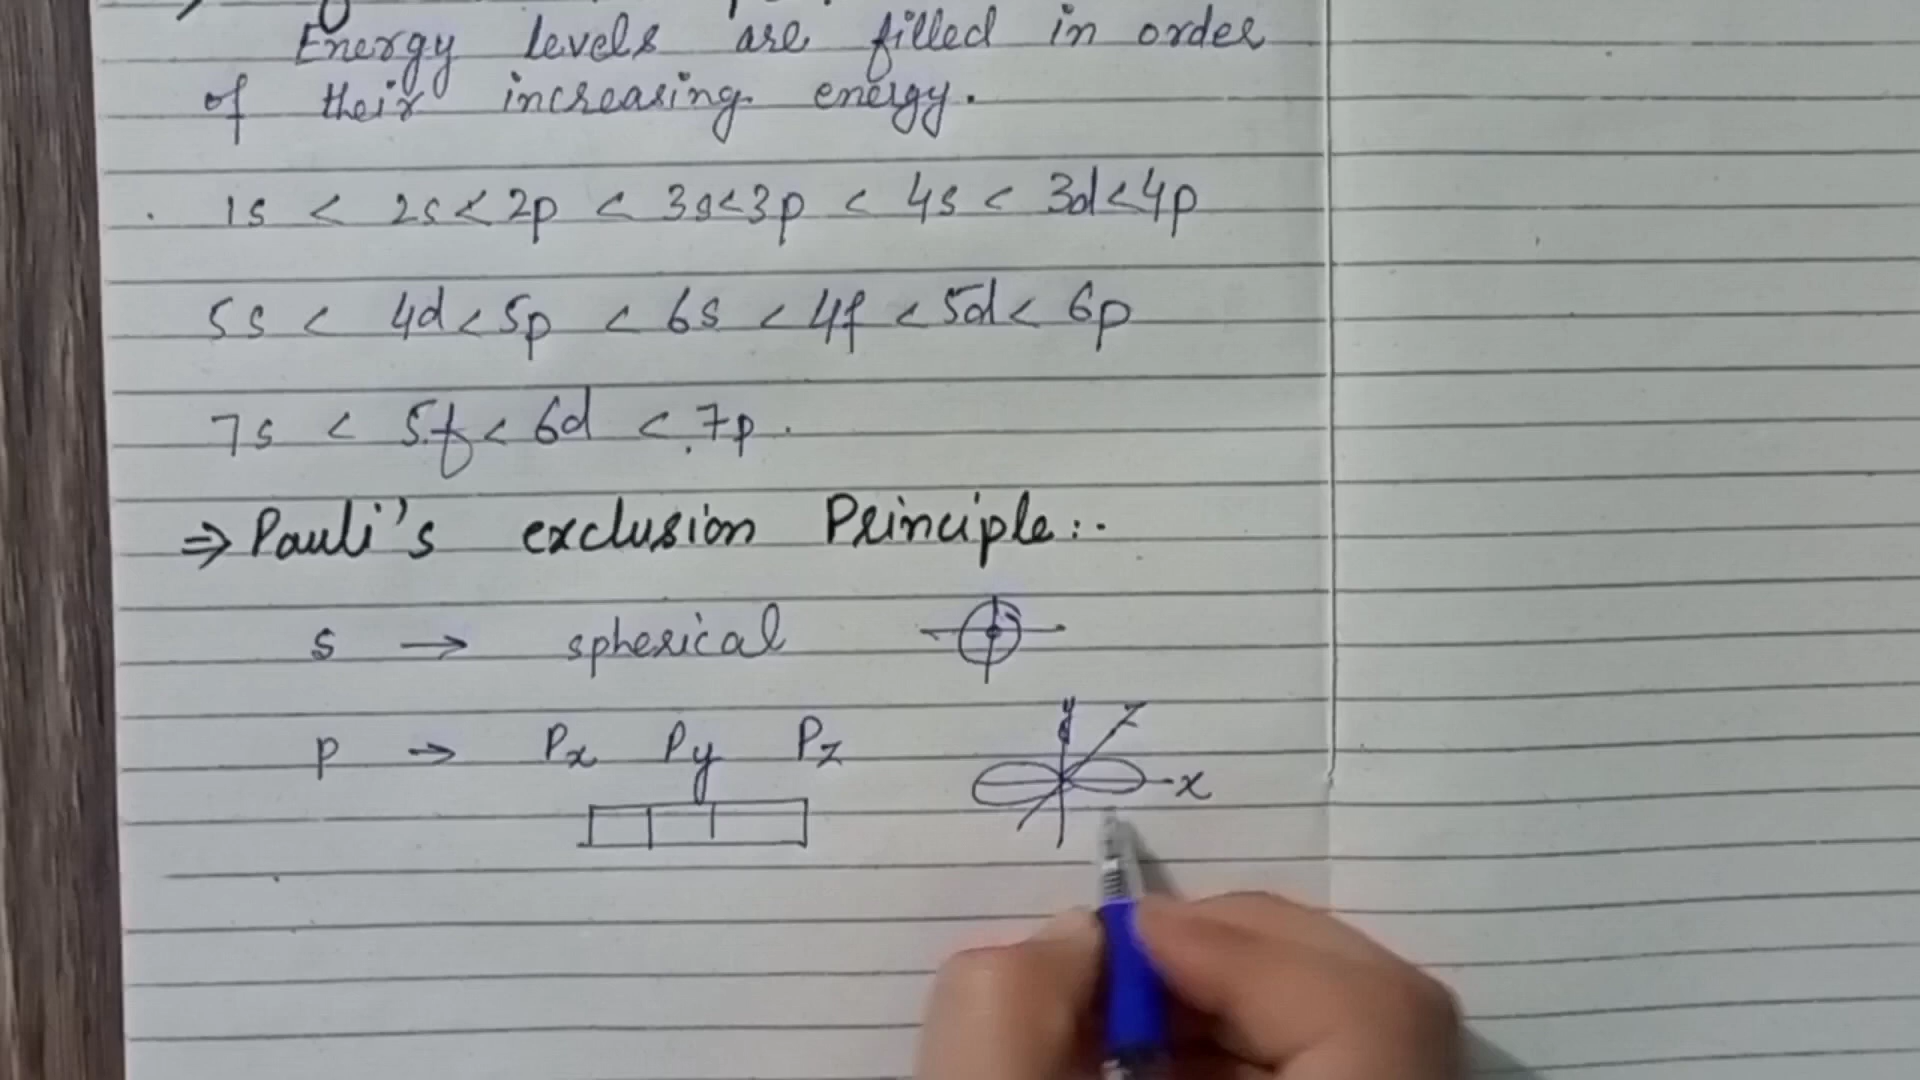 Energy levels are filled in order
of their increasing energy.
1s < 2s < 2p < 3s < 3p < 4s < 3d < 4p
5s < 4d < 5p < 6s < 4f < 5d < 6p
7s < 5f < 6d < 7p.
⇒ Pauli's exclusion Principle:-
s → spherical
p → Px Py Pz
y z
x